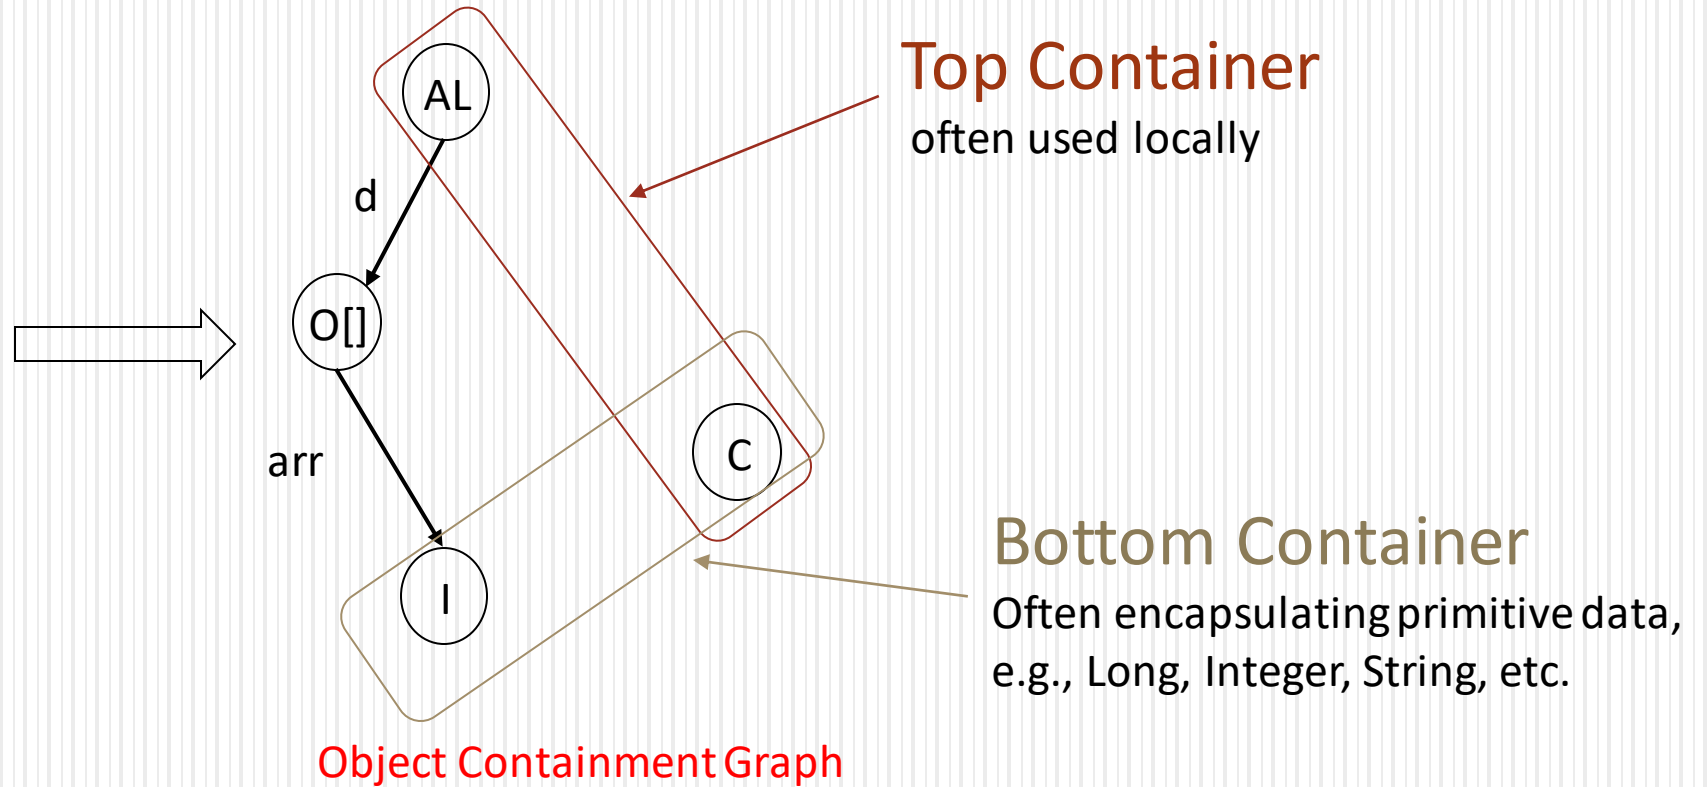 AL
Top Container
often used locally
d
O[]
C
arr
Bottom Container
I
Often encapsulating primitive data,
e.g., Long, Integer, String, etc.
Object Containment Graph